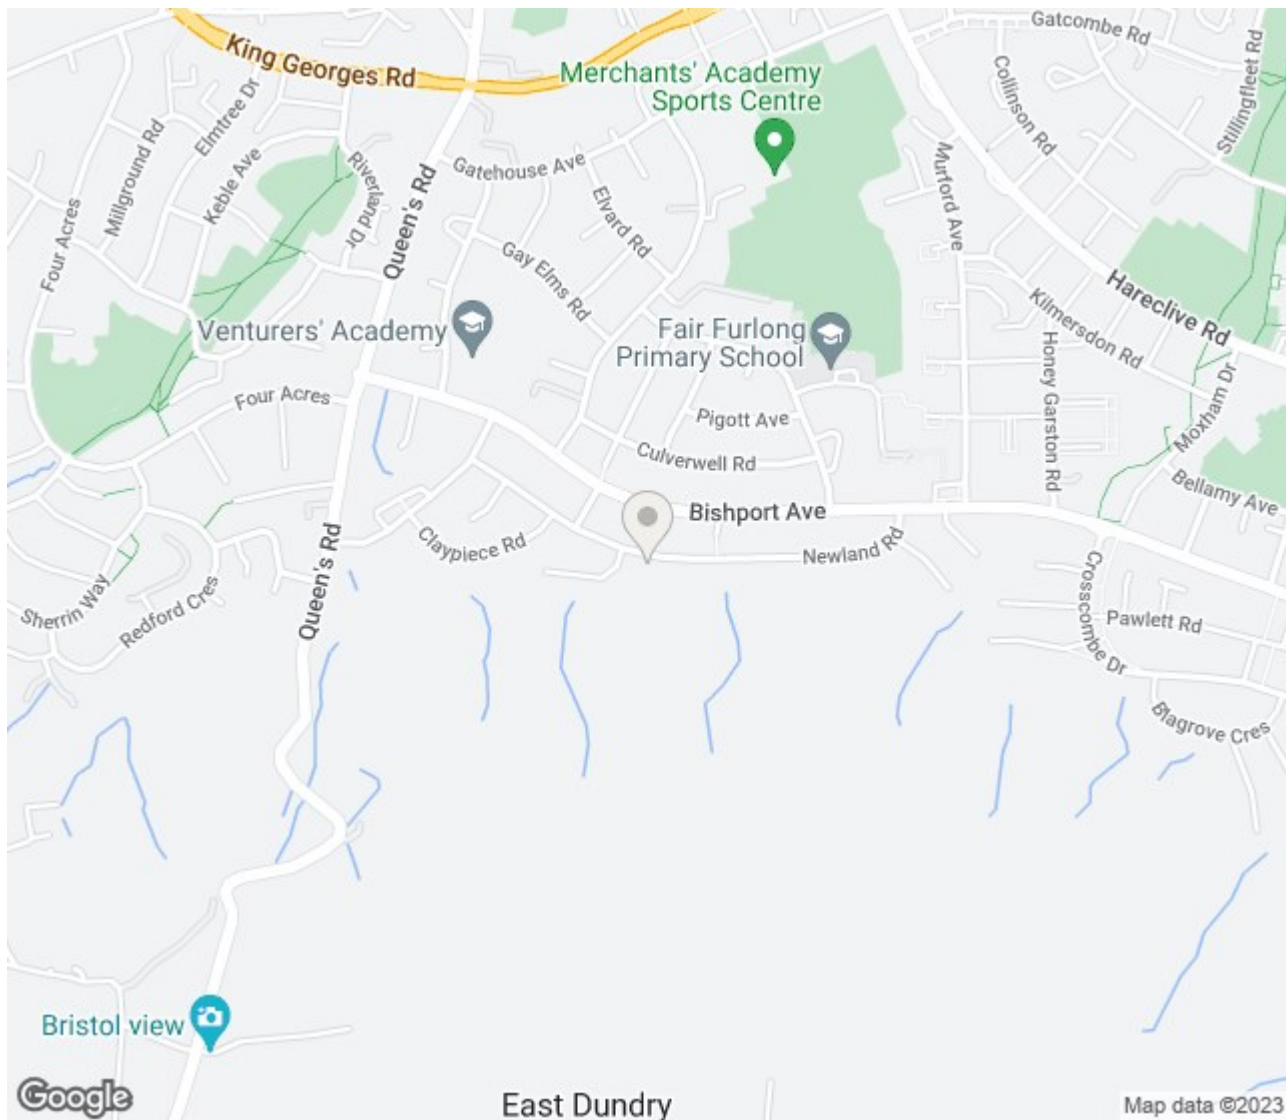 Gatcombe Rd
King Georges Rd
Stillingfleet Rd
Merchants' Academy
Sports Centre
Collinson Rd
Elmtree Dr
Millground Rd
Keble Ave
Riverland Dr
Gatehouse Ave
Murford Ave
Four Acres
Queen's Rd
Elvard Rd
Gay Elms Rd
Hareclive Rd
Kilmersdon Rd
Venturers' Academy
Fair Furlong
Primary School
Honey Garston Rd
Moxham Dr
Four Acres
Pigott Ave
Culverwell Rd
Bellamy Ave
Bishport Ave
Claypiece Rd
Newland Rd
Queen's Rd
Crosscombe Dr
Sherrin Way
Redford Cres
Pawlett Rd
Blagrove Cres
Bristol view
East Dundry
Google
Map data ©2023